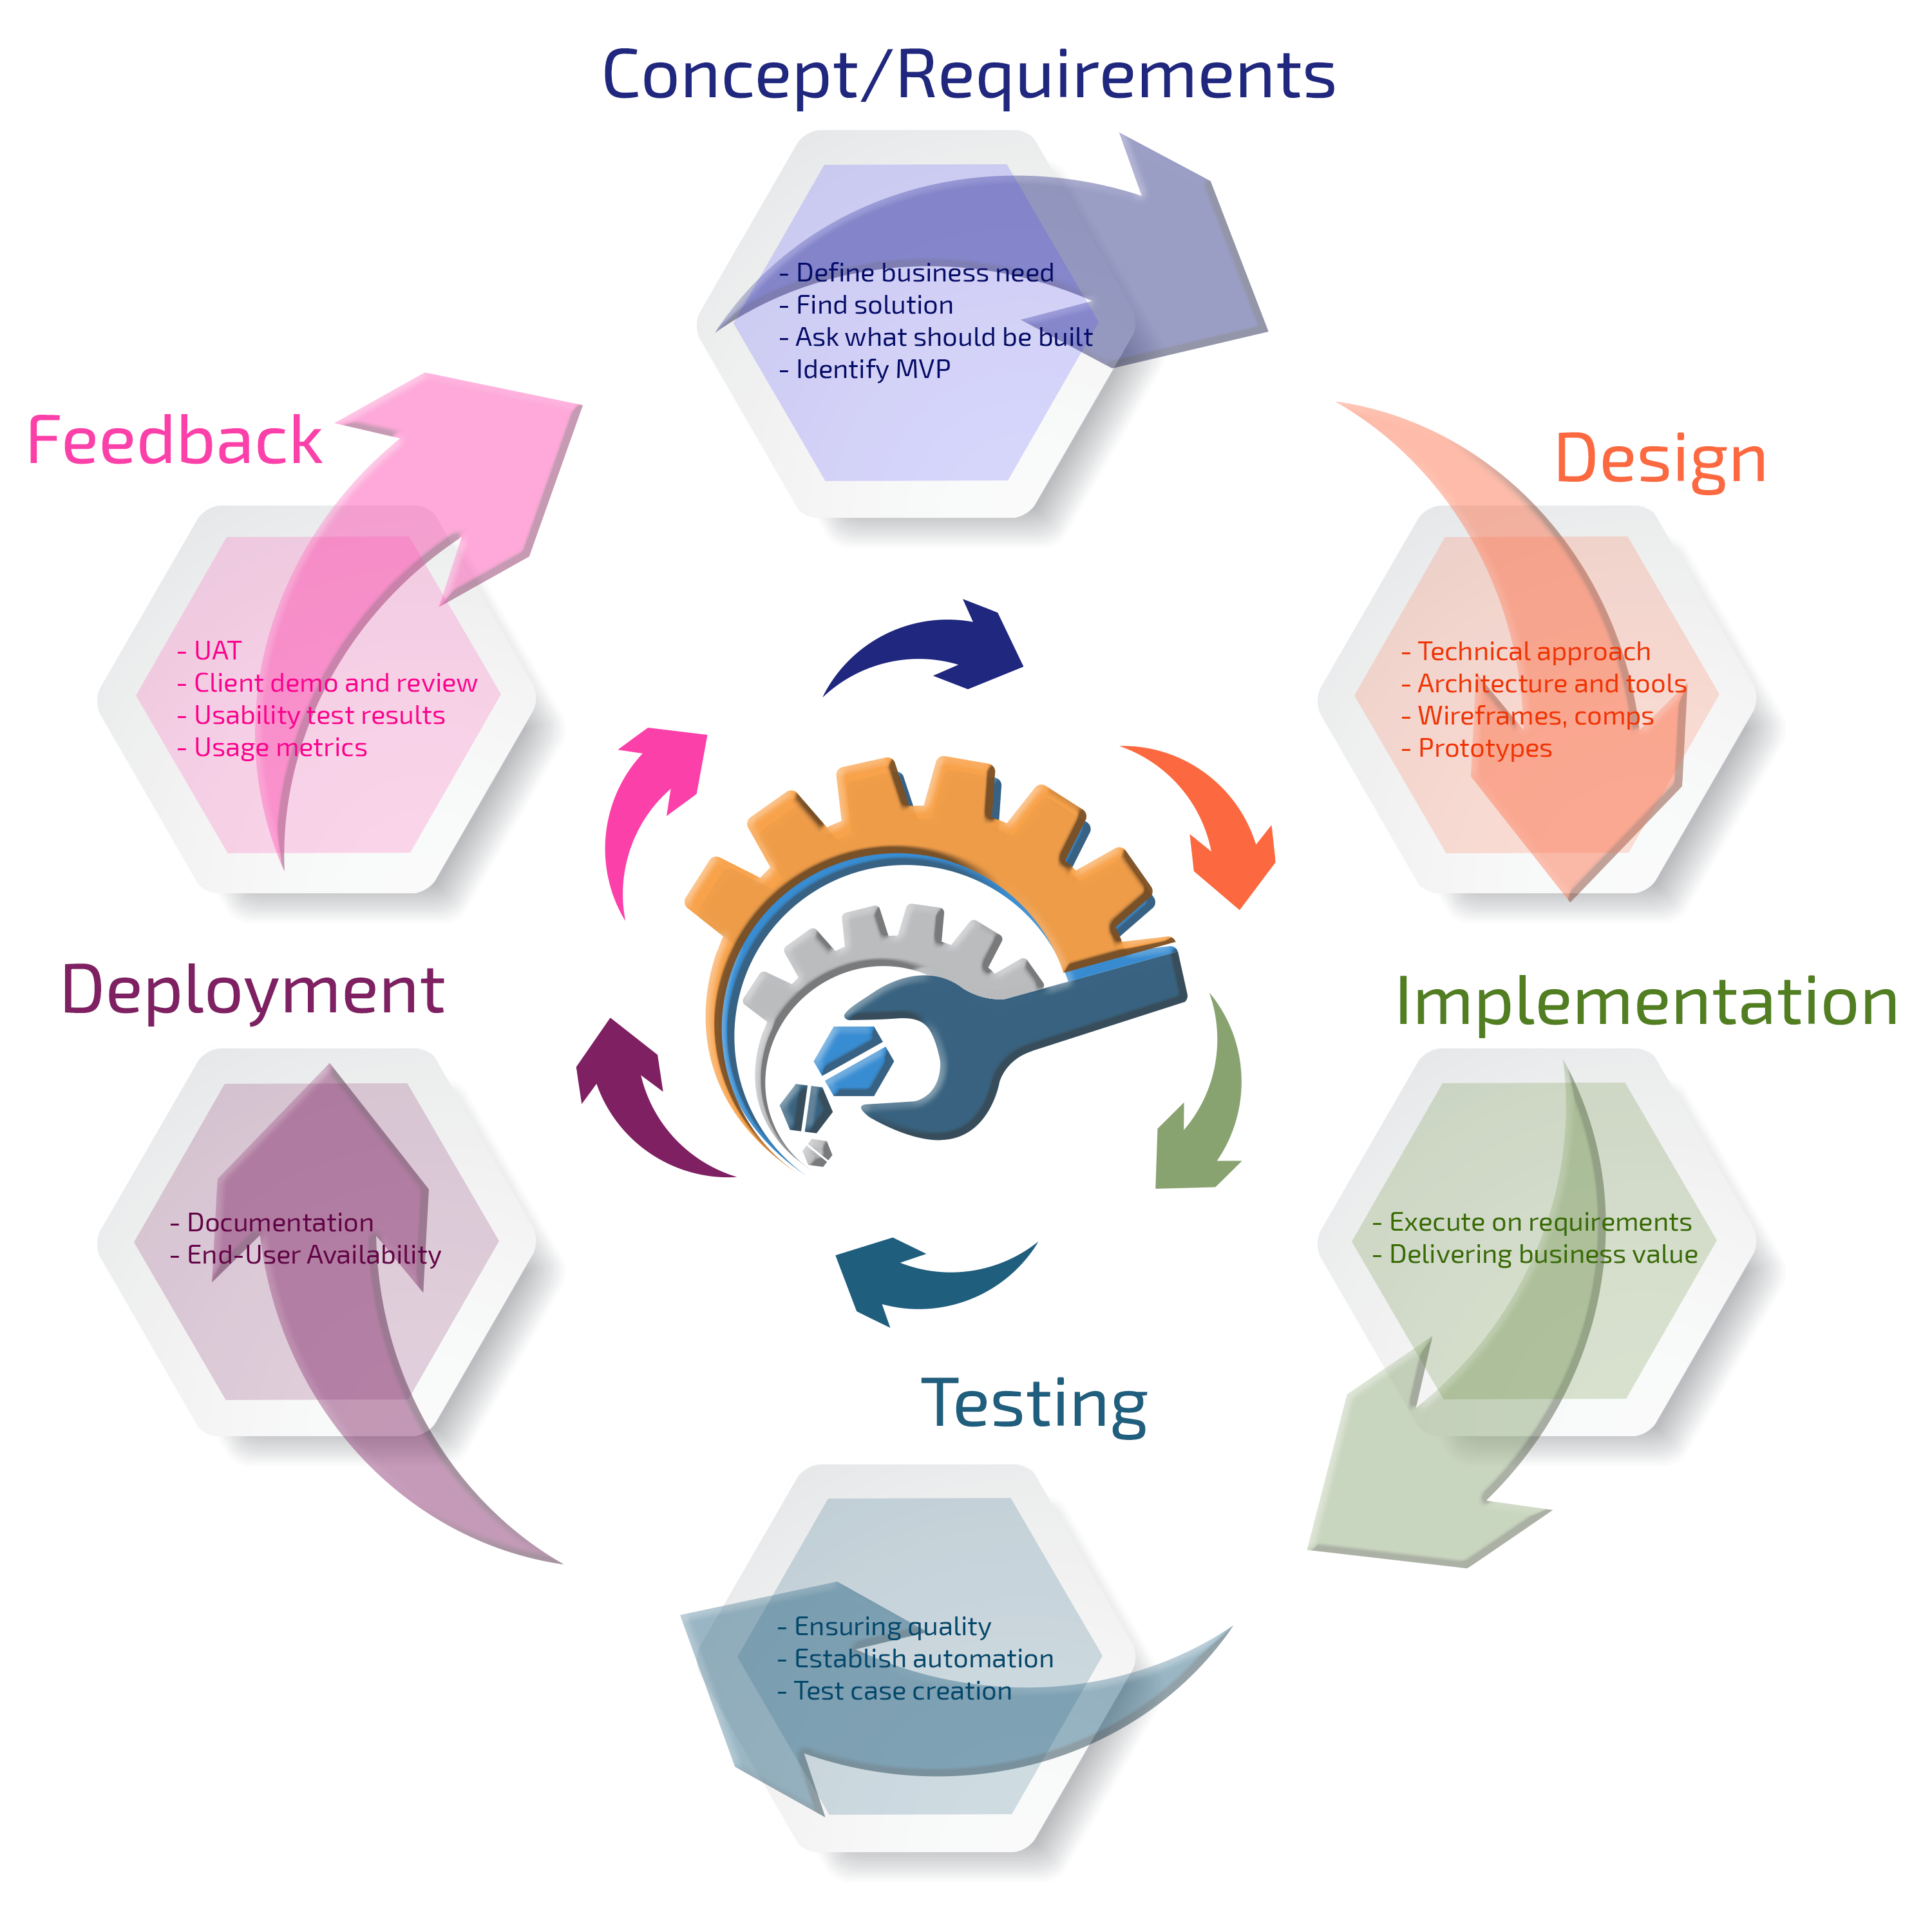 Concept/Requirements
- Define business need
- Find solution
- Ask what should be built
- Identify MVP
Design
- Technical approach
- Architecture and tools
- Wireframes, comps
- Prototypes
Implementation
- Execute on requirements
- Delivering business value
Testing
- Ensuring quality
- Establish automation
- Test case creation
Deployment
- Documentation
- End-User Availability
Feedback
- UAT
- Client demo and review
- Usability test results
- Usage metrics